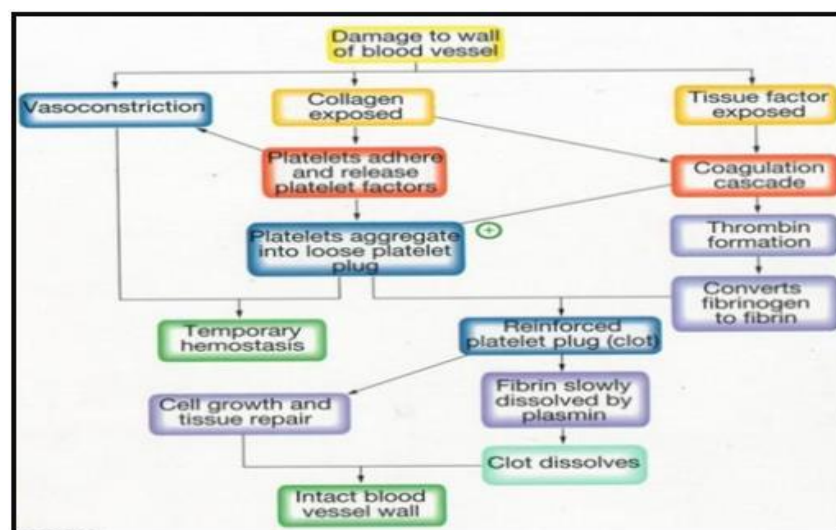 Damage to wall
of blood vessel
Vasoconstriction
Collagen
exposed
Tissue factor
exposed
Platelets adhere
and release
platelet factors
Coagulation
cascade
Platelets aggregate
into loose platelet
plug
+
Thrombin
formation
Converts
fibrinogen
to fibrin
Temporary
hemostasis
Reinforced
platelet plug (clot)
Cell growth and
tissue repair
Fibrin slowly
dissolved by
plasmin
Clot dissolves
Intact blood
vessel wall